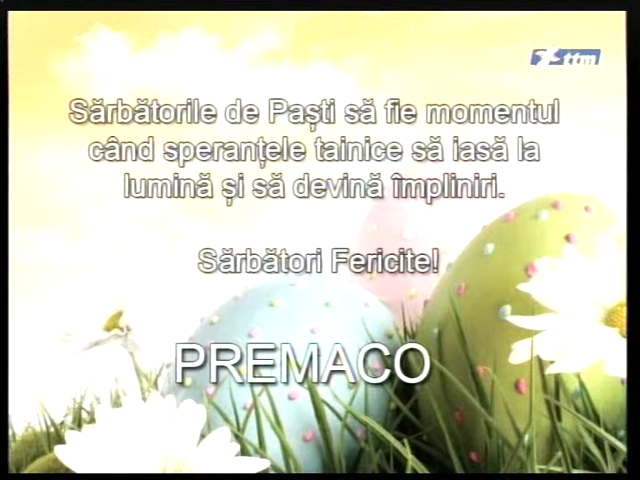 ttm
Sărbătorile de Paști să fie momentul
când speranțele tainice să iasă la
lumină și să devină împliniri.
Sărbători Fericite!
PREMACO